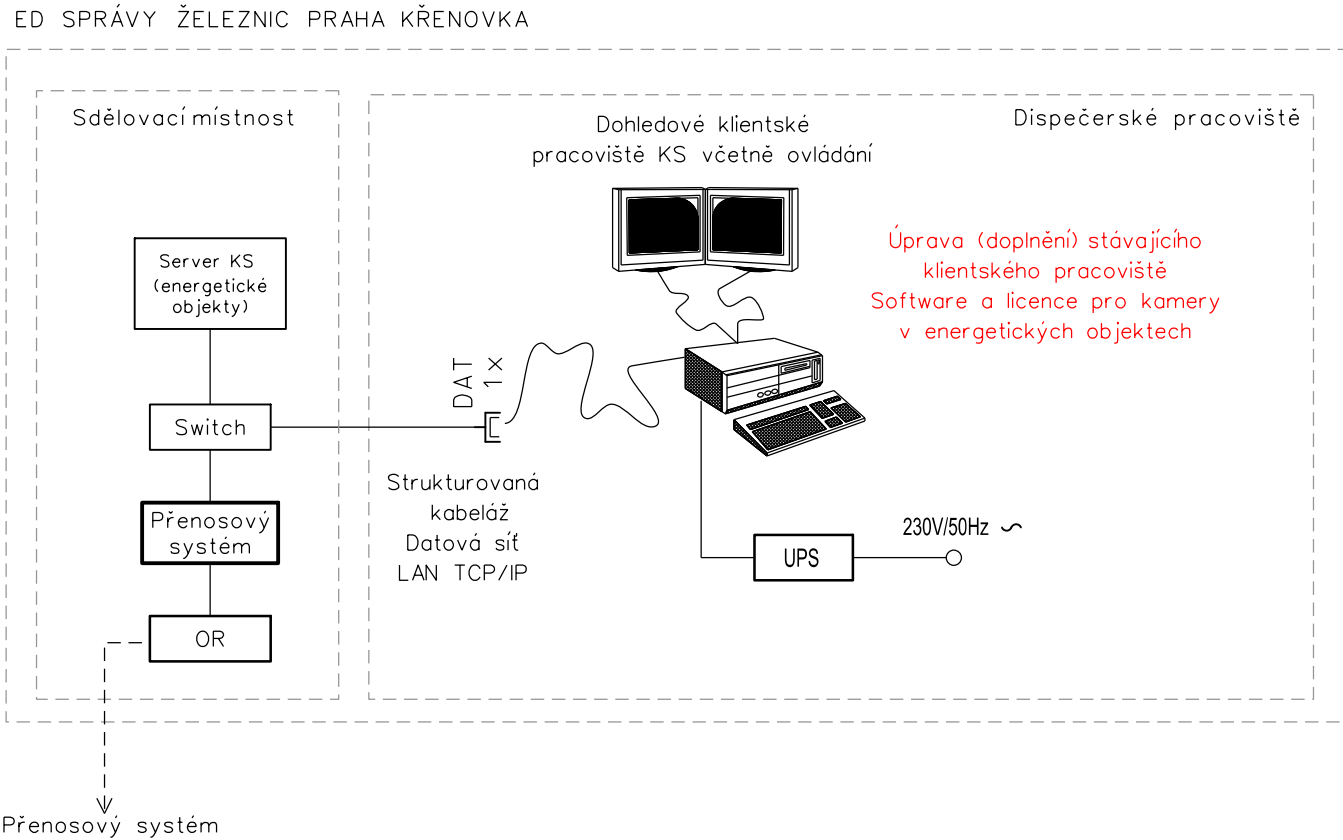 ED SPRÁVY ŽELEZNIC PRAHA KŘENOVKA
Sdělovací místnost
Server KS
(energetické
objekty)
Switch
Přenosový
systém
OR
Přenosový systém
Dispečerské pracoviště
Dohledové klientské
pracoviště KS včetně ovládání
Úprava (doplnění) stávajícího
klientského pracoviště
Software a licence pro kamery
v energetických objektech
DAT
1x
Strukturovaná
kabeláž
Datová síť
LAN TCP/IP
230V/50Hz ~
UPS